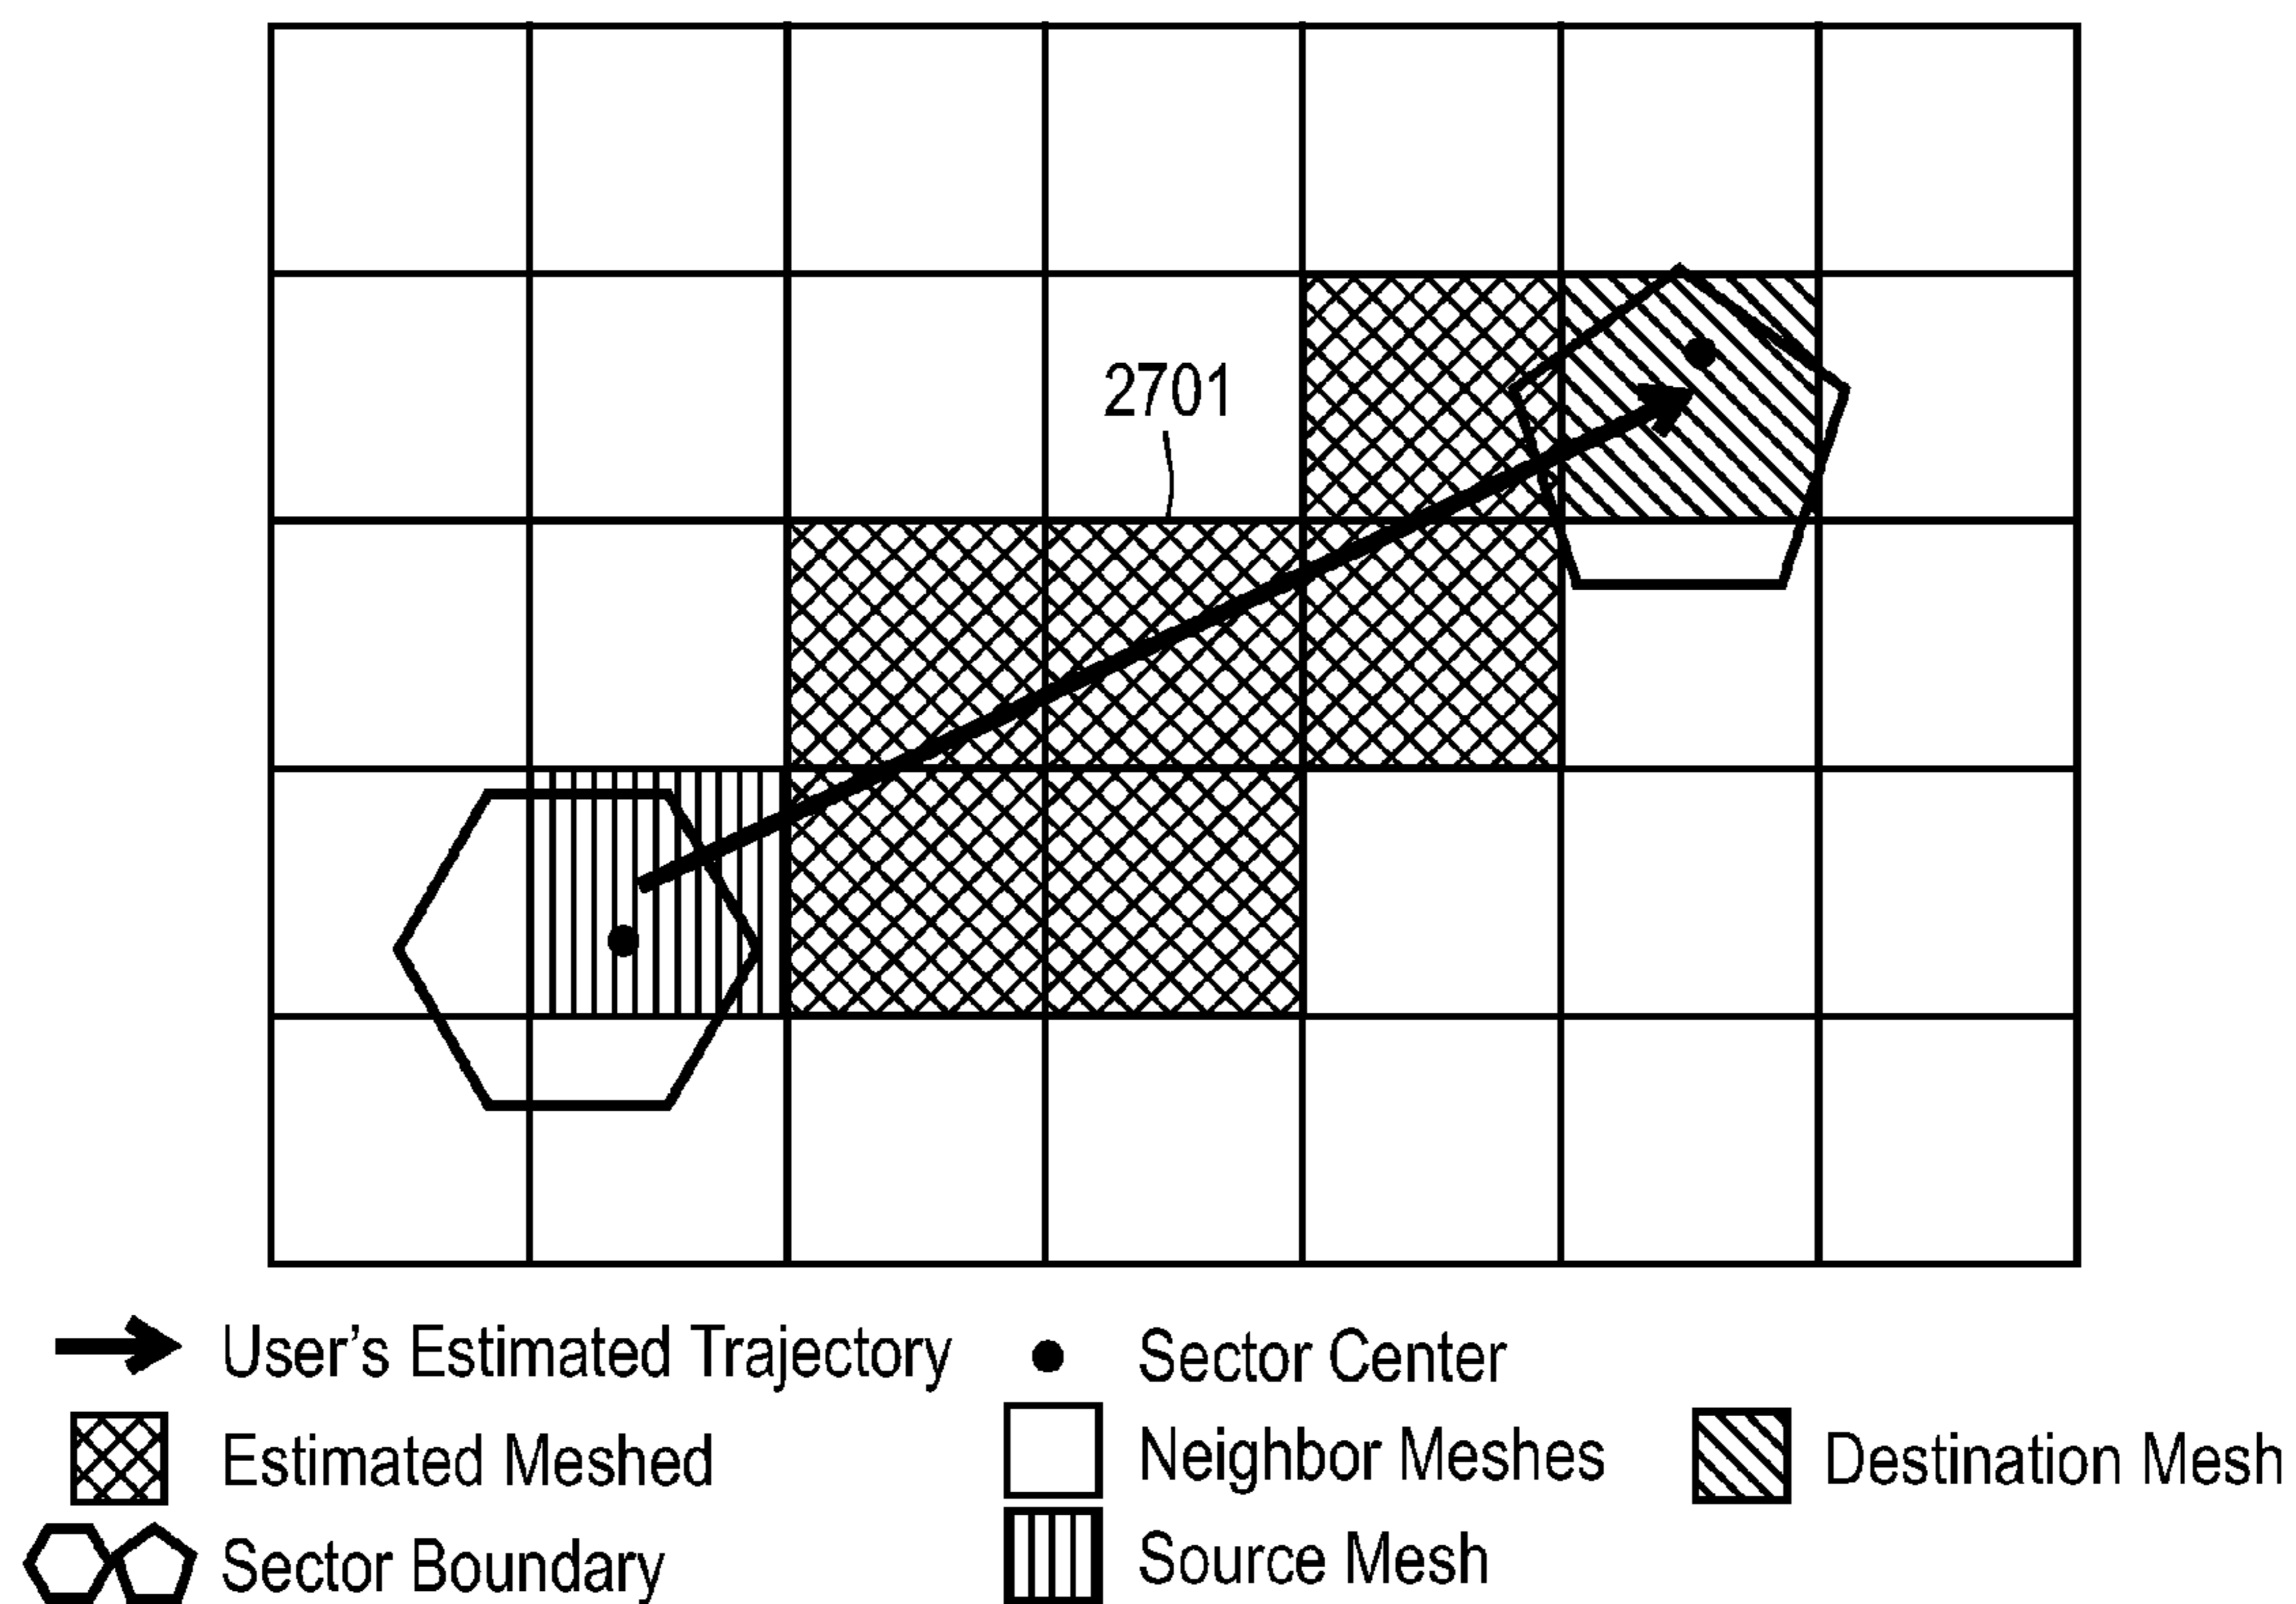 2701
User's Estimated Trajectory
Sector Center
Estimated Meshed
Neighbor Meshes
Destination Mesh
Sector Boundary
Source Mesh